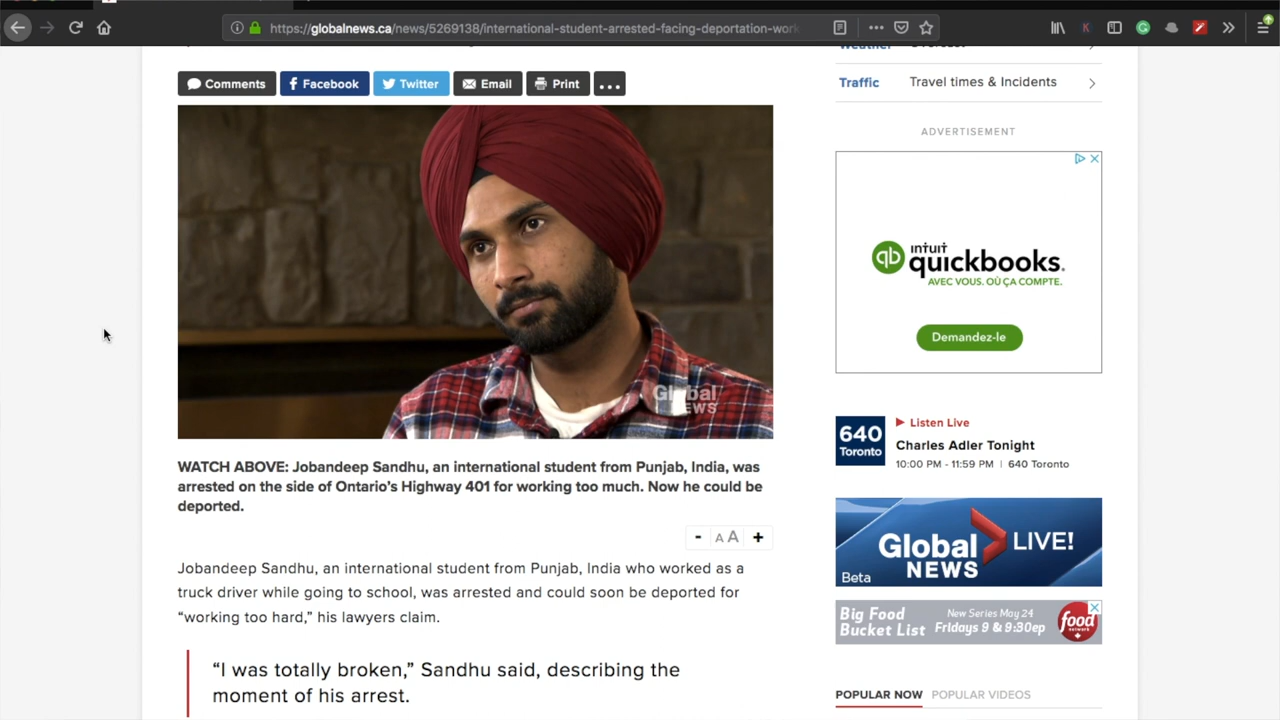 https://globalnews.ca/news/5269138/international-student-arrested-facing-deportation-work
Comments
Facebook
Twitter
Email
Print
Global
NEWS
WATCH ABOVE: Jobandeep Sandhu, an international student from Punjab, India, was
arrested on the side of Ontario's Highway 401 for working too much. Now he could be
deported.
- A A +
Jobandeep Sandhu, an international student from Punjab, India who worked as a
truck driver while going to school, was arrested and could soon be deported for
“working too hard,” his lawyers claim.
“I was totally broken,” Sandhu said, describing the
moment of his arrest.
Weather
Traffic Travel times & Incidents
ADVERTISEMENT
intuit
qb quickbooks.
AVEC VOUS. OÙ ÇA COMPTE.
Demandez-le
640
Toronto
Listen Live
Charles Adler Tonight
10:00 PM - 11:59 PM | 640 Toronto
Global
NEWS
LIVE!
Beta
Big Food
Bucket List
New Series May 24
Fridays 9 & 9:30ep
food
network
POPULAR NOW POPULAR VIDEOS